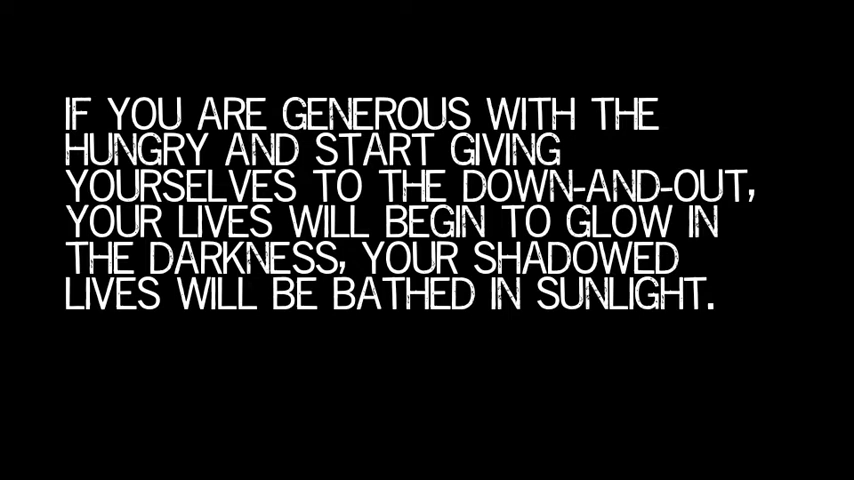 IF YOU ARE GENEROUS WITH THE
HUNGRY AND START GIVING
YOURSELVES TO THE DOWN-AND-OUT,
YOUR LIVES WILL BEGIN TO GLOW IN
THE DARKNESS, YOUR SHADOWED
LIVES WILL BE BATHED IN SUNLIGHT.